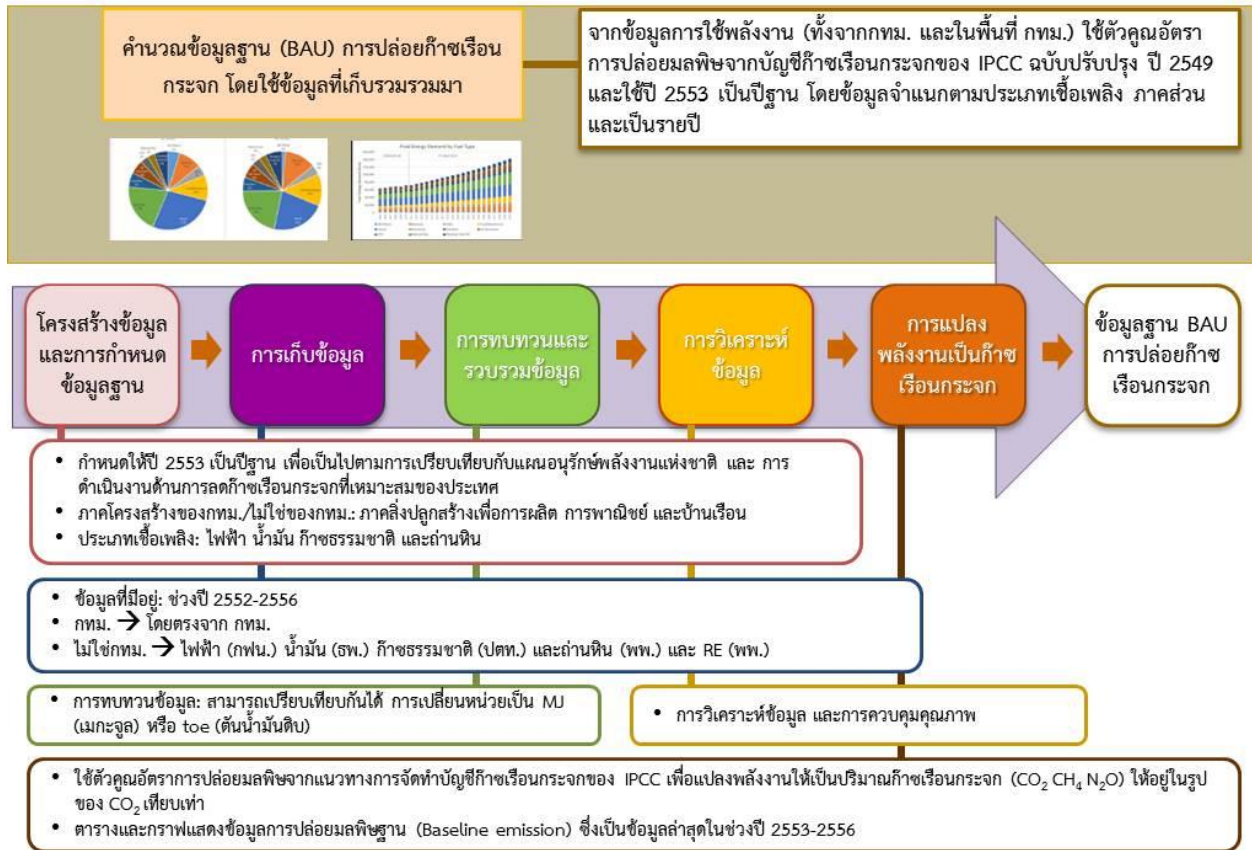 คำนวณข้อมูลฐาน (BAU) การปล่อยก๊าซเรือน
กระจก โดยใช้ข้อมูลที่เก็บรวมรวมมา
จากข้อมูลการใช้พลังงาน (ทั้งจากกทม. และในพื้นที่ กทม.) ใช้ตัวคูณอัตรา
การปล่อยมลพิษจากบัญชีก๊าซเรือนกระจกของ IPCC ฉบับปรับปรุง ปี 2549
และใช้ปี 2553 เป็นปีฐาน โดยข้อมูลจำแนกตามประเภทเชื้อเพลิง ภาคส่วน
และเป็นรายปี
Final Energy Demand by Fuel Type
โครงสร้างข้อมูล
และการกำหนด
ข้อมูลฐาน
การเก็บข้อมูล
การทบทวนและ
รวบรวมข้อมูล
การวิเคราะห์
ข้อมูล
การแปลง
พลังงานเป็นก๊าซ
เรือนกระจก
ข้อมูลฐาน BAU
การปล่อยก๊าซ
เรือนกระจก
• กำหนดให้ปี 2553 เป็นปีฐาน เพื่อเป็นไปตามการเปรียบเทียบกับแผนอนุรักษ์พลังงานแห่งชาติ และ การ
ดำเนินงานด้านการลดก๊าซเรือนกระจกที่เหมาะสมของประเทศ
• ภาคโครงสร้างของกทม./ไม่ใช่ของกทม.: ภาคสิ่งปลูกสร้างเพื่อการผลิต การพาณิชย์ และบ้านเรือน
• ประเภทเชื้อเพลิง: ไฟฟ้า น้ำมัน ก๊าซธรรมชาติ และถ่านหิน
• ข้อมูลที่มีอยู่: ช่วงปี 2552-2556
• กทม. → โดยตรงจาก กทม.
• ไม่ใช่กทม. → ไฟฟ้า (กฟน.) น้ำมัน (ธพ.) ก๊าซธรรมชาติ (ปตท.) และถ่านหิน (พพ.) และ RE (พพ.)
• การทบทวนข้อมูล: สามารถเปรียบเทียบกันได้ การเปลี่ยนหน่วยเป็น MJ
(เมกะจูล) หรือ toe (ตันน้ำมันดิบ)
• การวิเคราะห์ข้อมูล และการควบคุมคุณภาพ
• ใช้ตัวคูณอัตราการปล่อยมลพิษจากแนวทางการจัดทำบัญชีก๊าซเรือนกระจกของ IPCC เพื่อแปลงพลังงานให้เป็นปริมาณก๊าซเรือนกระจก (CO₂ CH₄ N₂O) ให้อยู่ในรูป
ของ CO₂ เทียบเท่า
• ตารางและกราฟแสดงข้อมูลการปล่อยมลพิษฐาน (Baseline emission) ซึ่งเป็นข้อมูลล่าสุดในช่วงปี 2553-2556